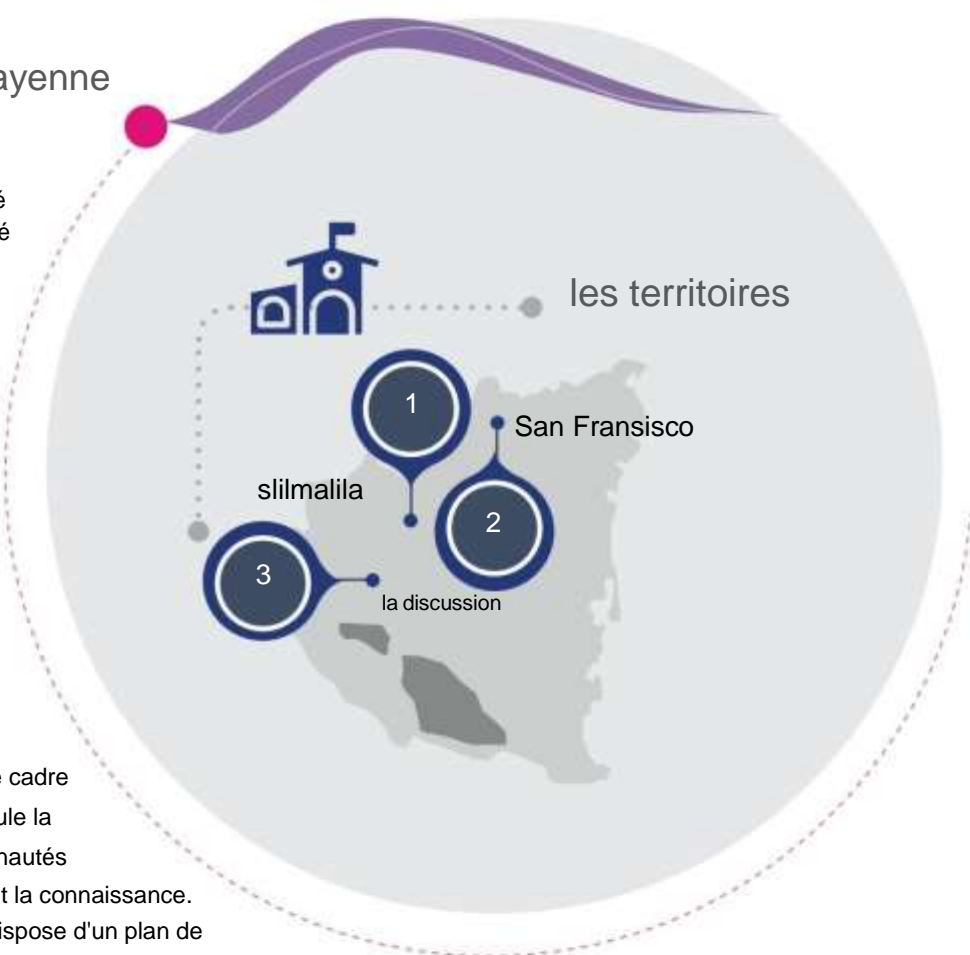 ayenne
é
é
les territoires
1
San Fransisco
slilmalila
2
3
la discussion
e cadre
ule la
nautés
t la connaissance.
ispose d'un plan de